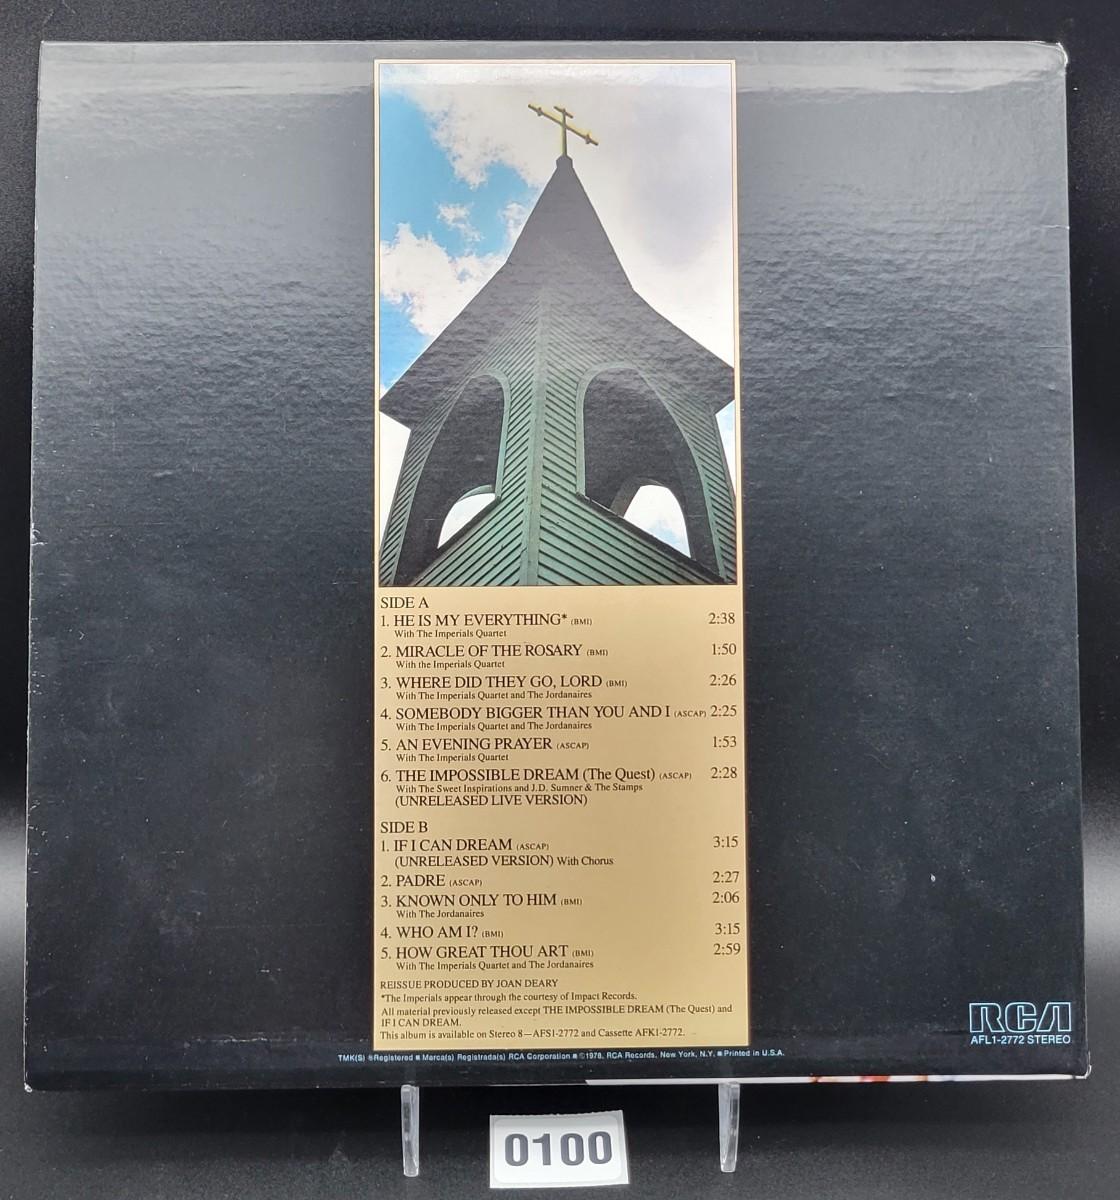 SIDE A
1. HE IS MY EVERYTHING* (BMI) 2:38
With The Imperials Quartet
2. MIRACLE OF THE ROSARY (BMI) 1:50
With the Imperials Quartet
3. WHERE DID THEY GO, LORD (BMI) 2:26
With The Imperials Quartet and The Jordanaires
4. SOMEBODY BIGGER THAN YOU AND I (ASCAP) 2:25
With The Imperials Quartet and The Jordanaires
5. AN EVENING PRAYER (ASCAP) 1:53
With The Imperials Quartet
6. THE IMPOSSIBLE DREAM (The Quest) (ASCAP) 2:28
With The Sweet Inspirations and J.D. Sumner & The Stamps
(UNRELEASED LIVE VERSION)
SIDE B
1. IF I CAN DREAM (ASCAP) 3:15
(UNRELEASED VERSION) With Chorus
2. PADRE (ASCAP) 2:27
3. KNOWN ONLY TO HIM (BMI) 2:06
With The Jordanaires
4. WHO AM I? (BMI) 3:15
5. HOW GREAT THOU ART (BMI) 2:59
With The Imperials Quartet and The Jordanaires
REISSUE PRODUCED BY JOAN DEARY
*The Imperials appear through the courtesy of Impact Records.
All material previously released except THE IMPOSSIBLE DREAM (The Quest) and
IF I CAN DREAM.
This album is available on Stereo 8—AFS1-2772 and Cassette AFK1-2772.
RCA
AFL1-2772 STEREO
TMK(S) ®Registered ■ Marca(s) Registrada(s) RCA Corporation ■ ©1978, RCA Records, New York, N.Y. ■ Printed in U.S.A.
0100